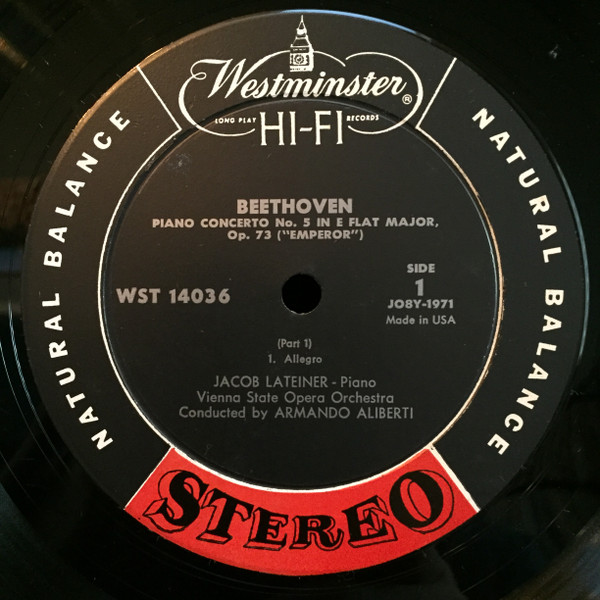 Westminster
®
LONG PLAY RECORDS
HI-FI
NATURAL BALANCE
NATURAL BALANCE
BEETHOVEN
PIANO CONCERTO No. 5 IN E FLAT MAJOR,
Op. 73 ("EMPEROR")
WST 14036
SIDE
1
JO8Y-1971
Made in USA
(Part 1)
1. Allegro
JACOB LATEINER - Piano
Vienna State Opera Orchestra
Conducted by ARMANDO ALIBERTI
STEREO